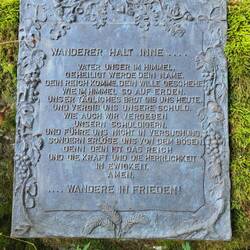 WANDERER HALT INNE ....
VATER UNSER IM HIMMEL,
GEHEILIGT WERDE DEIN NAME.
DEIN REICH KOMME. DEIN WILLE GESCHEHE,
WIE IM HIMMEL SO AUF ERDEN.
UNSER TÄGLICHES BROT GIB UNS HEUTE.
UND VERGIB UNS UNSERE SCHULD,
WIE AUCH WIR VERGEBEN
UNSERN SCHULDIGERN.
UND FÜHRE UNS NICHT IN VERSUCHUNG,
SONDERN ERLÖSE UNS VON DEM BÖSEN.
DENN DEIN IST DAS REICH
UND DIE KRAFT UND DIE HERRLICHKEIT
IN EWIGKEIT.
AMEN.
.... WANDERE IN FRIEDEN!